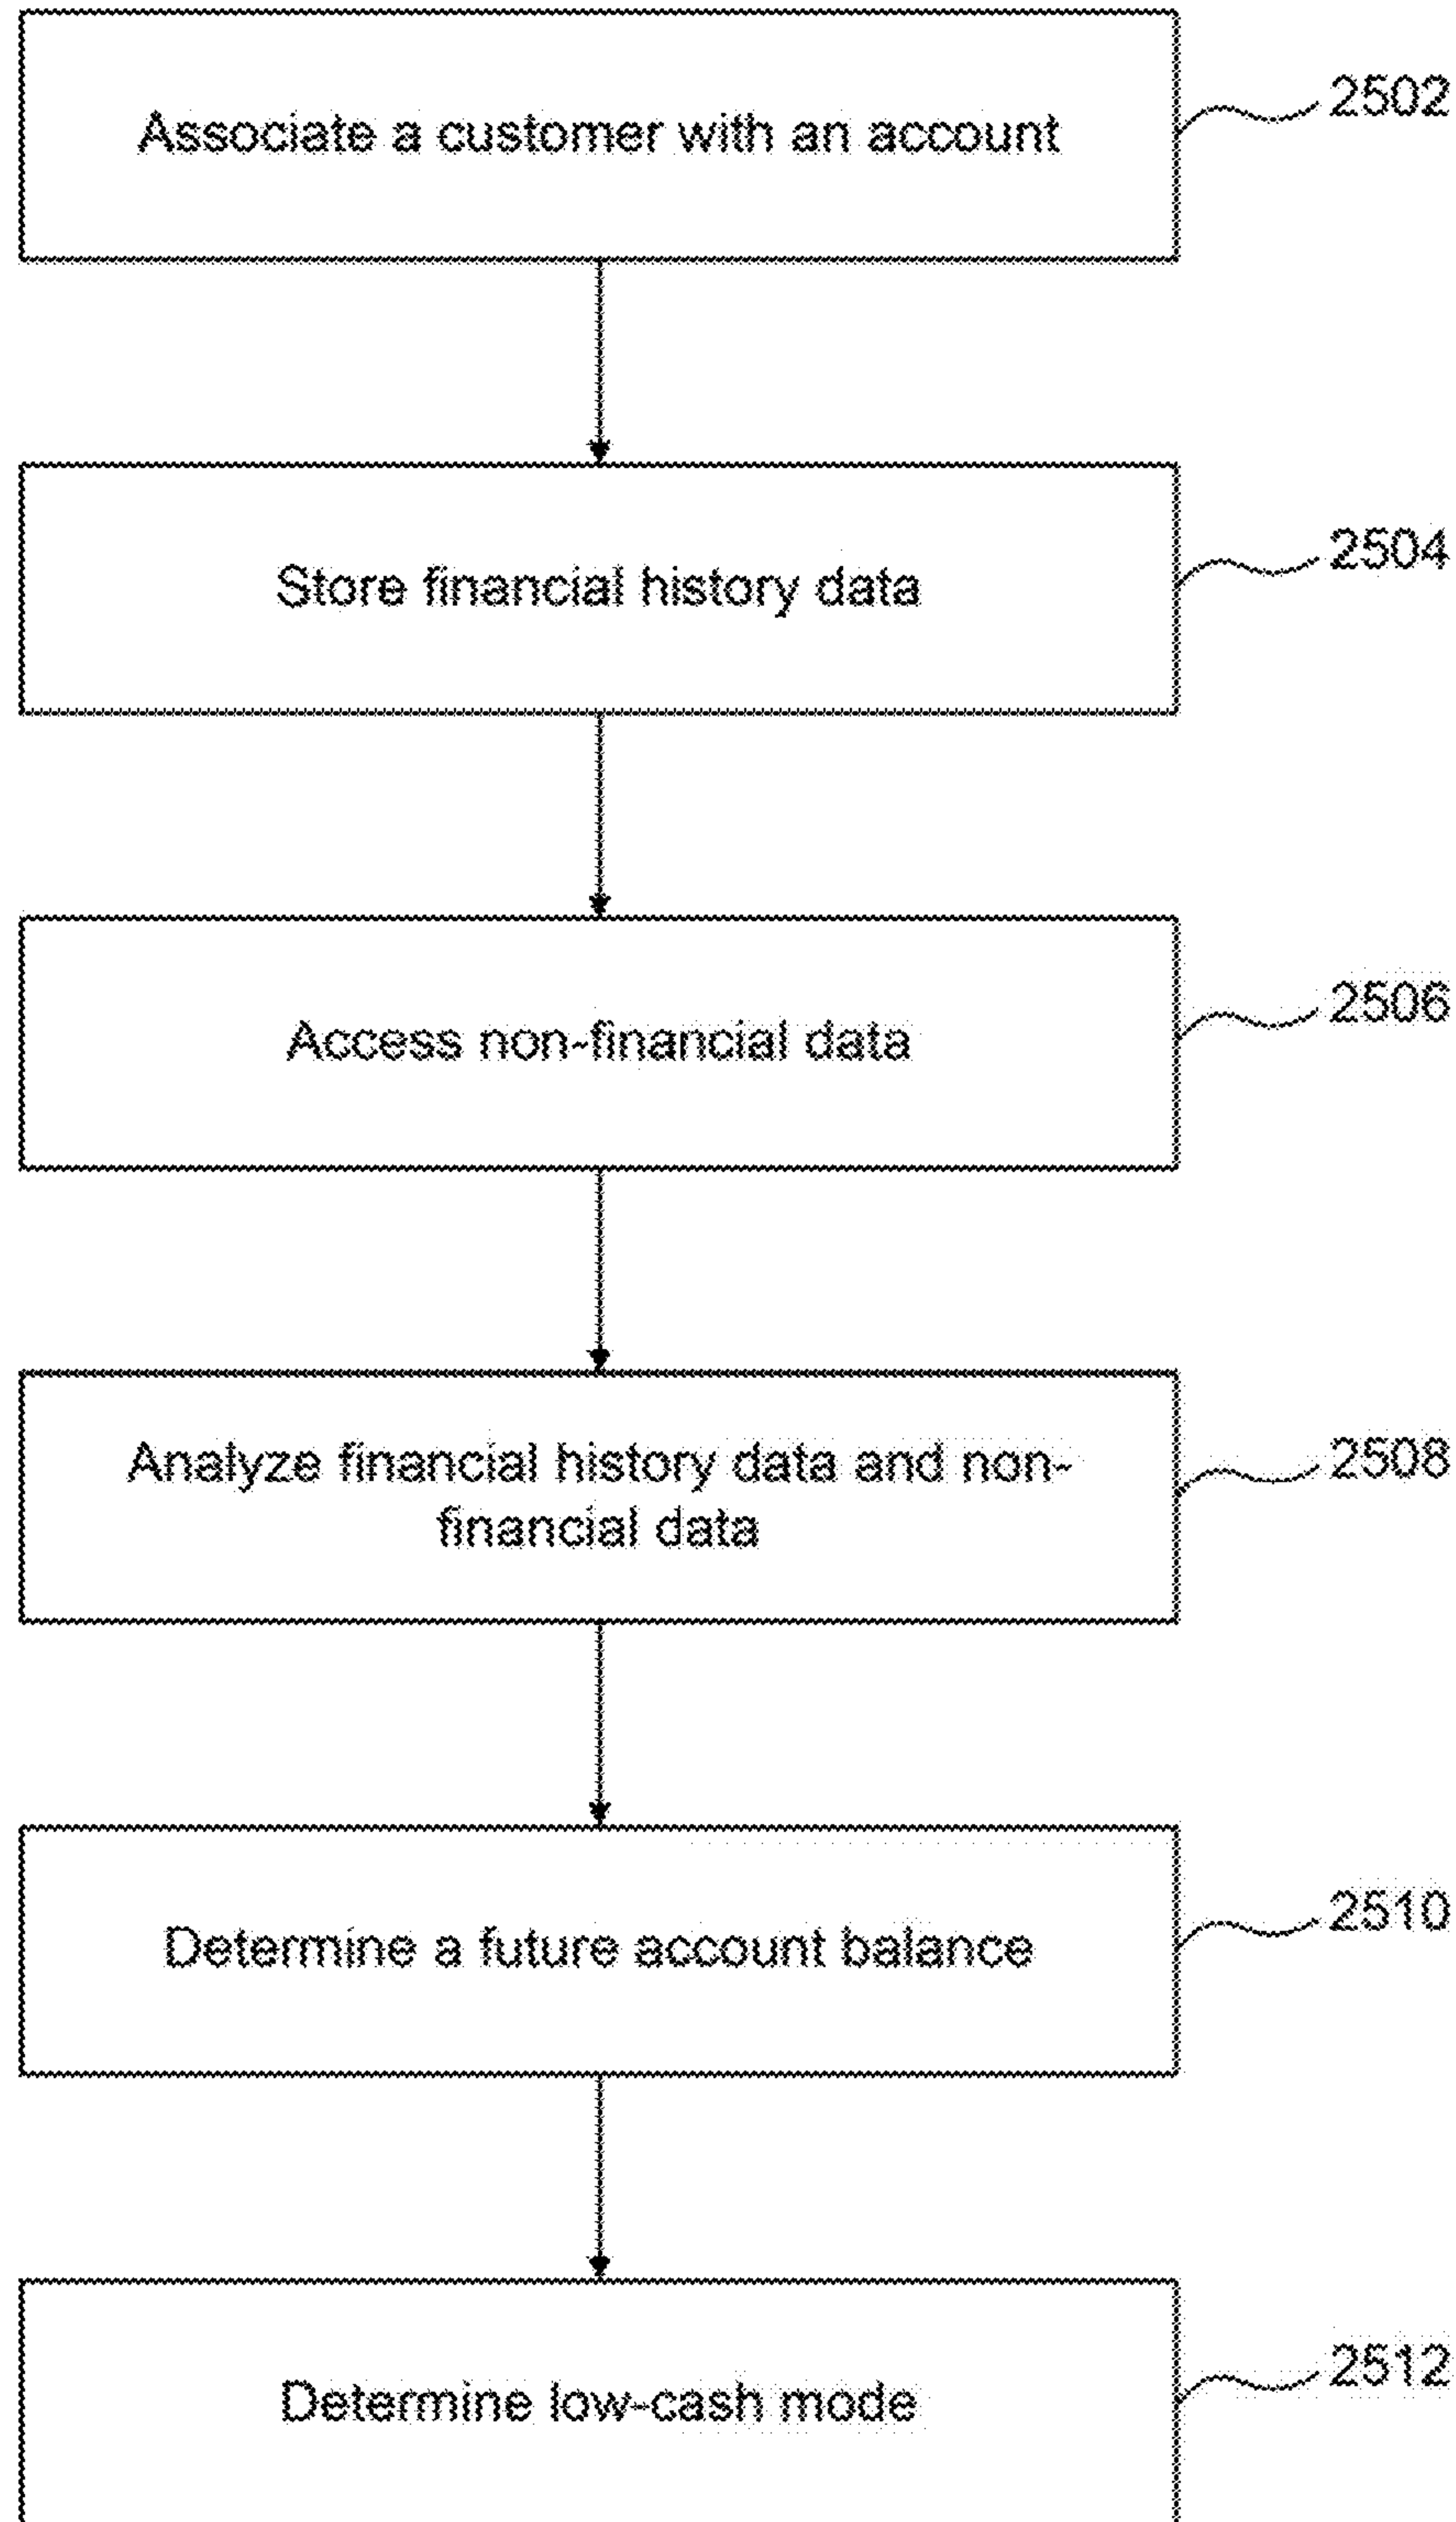 Associate a customer with an account
2502
Store financial history data
2504
Access non-financial data
2506
Analyze financial history data and non-
financial data
2508
Determine a future account balance
2510
Determine low-cash mode
2512